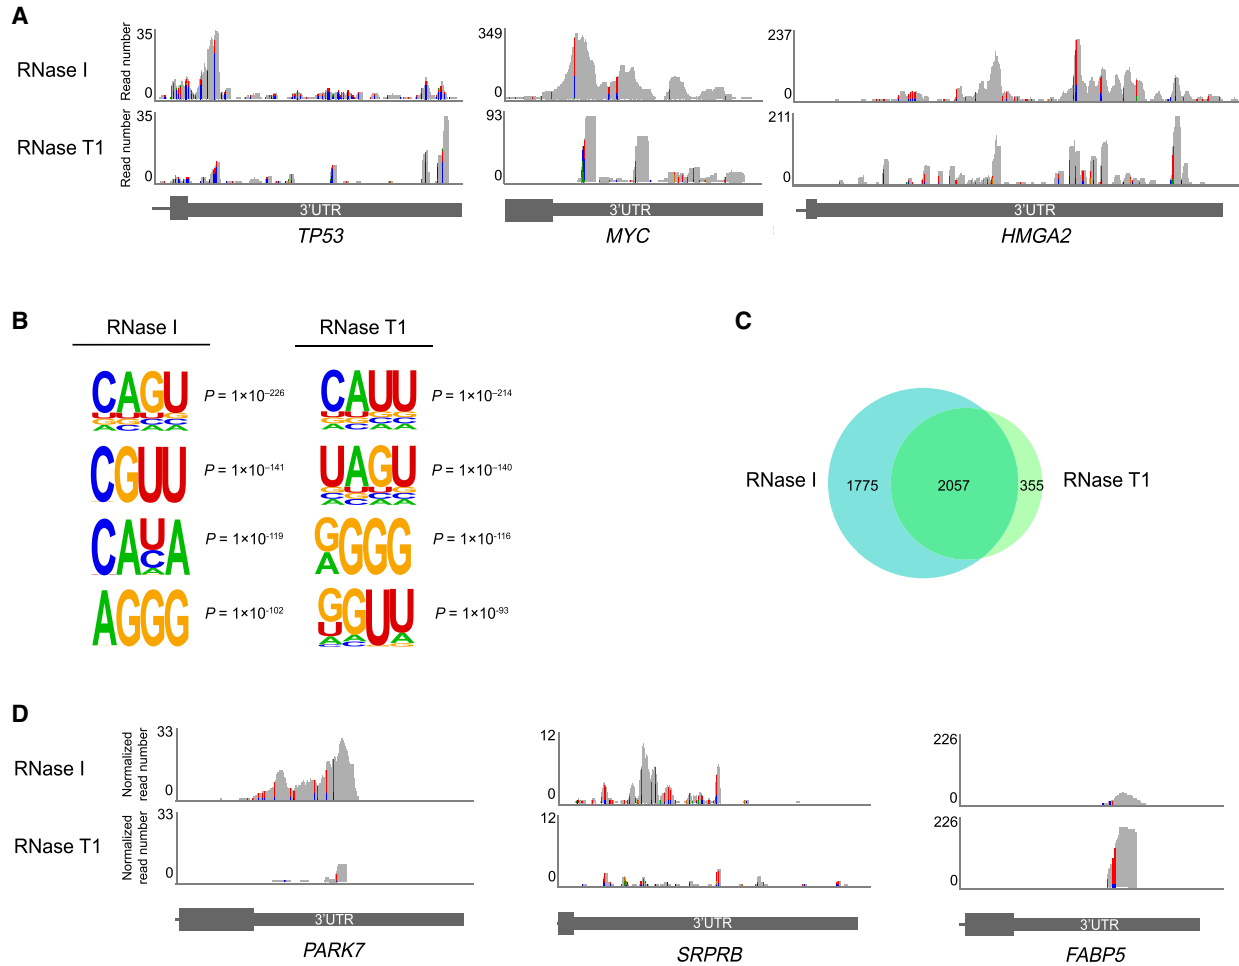 A
RNase I
Read number
35
0
349
0
237
0
RNase T1
Read number
35
0
93
0
211
0
3'UTR
3'UTR
3'UTR
TP53
MYC
HMGA2
B
RNase I
RNase T1
CAGU
P = 1×10–226
CAUU
P = 1×10–214
CGUU
P = 1×10–141
UAGU
P = 1×10–140
CAUA
P = 1×10-119
GGGG
P = 1×10-116
AGGG
P = 1×10-102
GGUU
P = 1×10-93
C
RNase I
1775
2057
355
RNase T1
D
RNase I
Normalized
read number
33
0
12
0
226
0
RNase T1
Normalized
read number
33
0
12
0
226
0
3'UTR
3'UTR
3'UTR
PARK7
SRPRB
FABP5